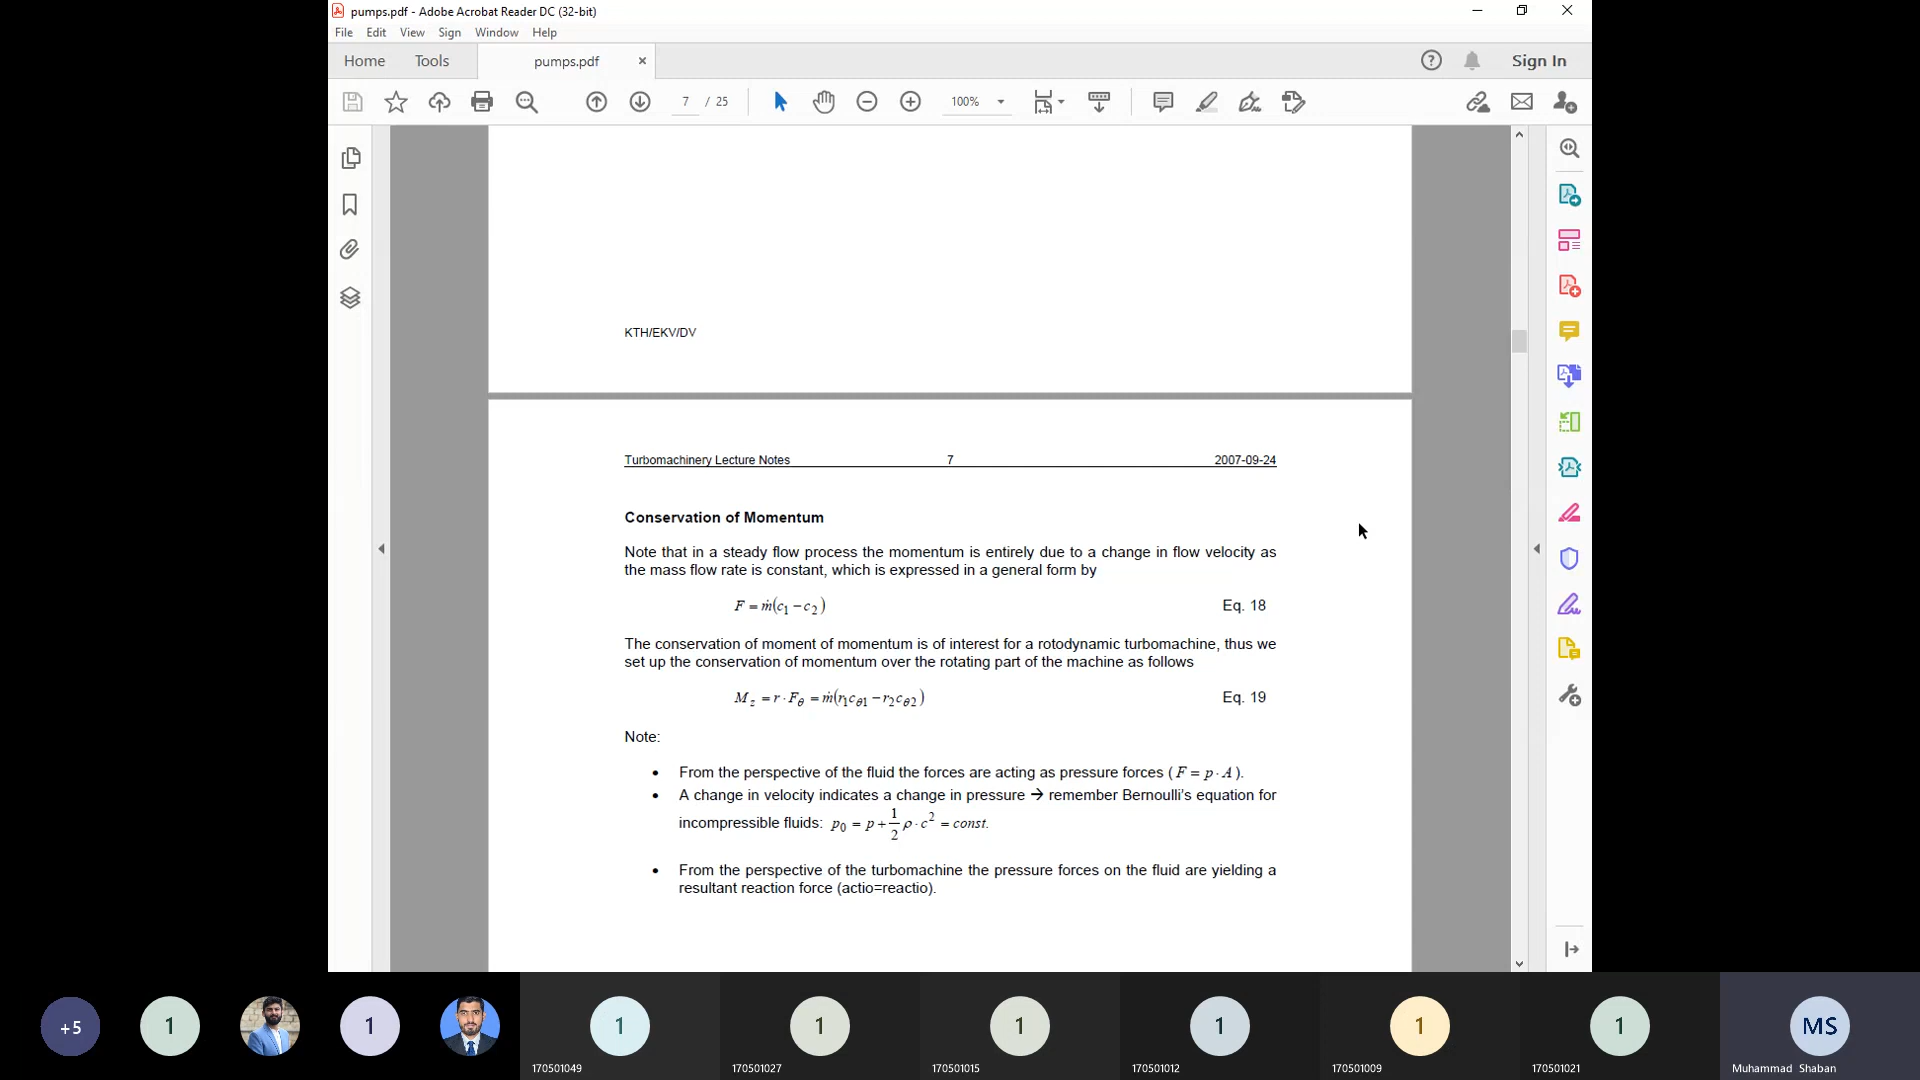 pumps.pdf - Adobe Acrobat Reader DC (32-bit)
File Edit View Sign Window Help
Home Tools pumps.pdf × Sign In
7 / 25 100%
KTH/EKV/DV
Turbomachinery Lecture Notes 7 2007-09-24
Conservation of Momentum
Note that in a steady flow process the momentum is entirely due to a change in flow velocity as
the mass flow rate is constant, which is expressed in a general form by
F = ṁ(c₁ − c₂) Eq. 18
The conservation of moment of momentum is of interest for a rotodynamic turbomachine, thus we
set up the conservation of momentum over the rotating part of the machine as follows
M_z = r · F_θ = ṁ(r₁c_θ1 − r₂c_θ2) Eq. 19
Note:
• From the perspective of the fluid the forces are acting as pressure forces ( F = p · A ).
• A change in velocity indicates a change in pressure → remember Bernoulli's equation for
incompressible fluids: p₀ = p + 1/2 ρ · c² = const.
• From the perspective of the turbomachine the pressure forces on the fluid are yielding a
resultant reaction force (actio=reactio).
+5 1 1 1 1 1 1 1 1 MS
170501049 170501027 170501015 170501012 170501009 170501021 Muhammad Shaban